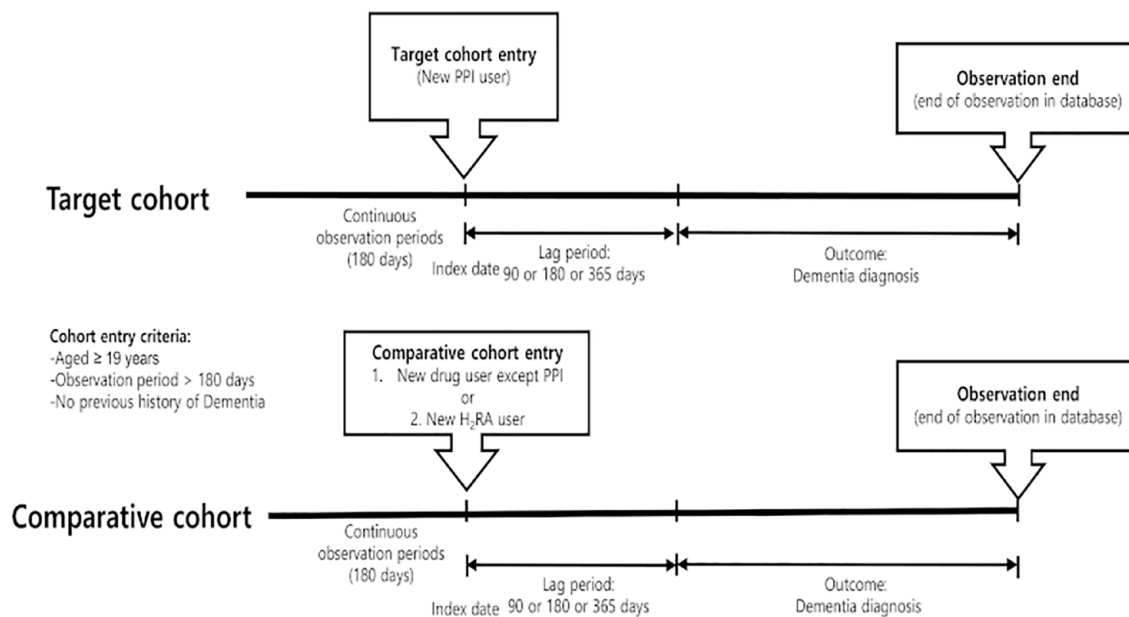 Target cohort entry
(New PPI user)
Observation end
(end of observation in database)
Target cohort
Continuous
observation periods
(180 days)
Index date
Lag period:
90 or 180 or 365 days
Outcome:
Dementia diagnosis
Cohort entry criteria:
-Aged ≥ 19 years
-Observation period > 180 days
-No previous history of Dementia
Comparative cohort entry
1. New drug user except PPI
or
2. New H₂RA user
Observation end
(end of observation in database)
Comparative cohort
Continuous
observation periods
(180 days)
Index date
Lag period:
90 or 180 or 365 days
Outcome:
Dementia diagnosis